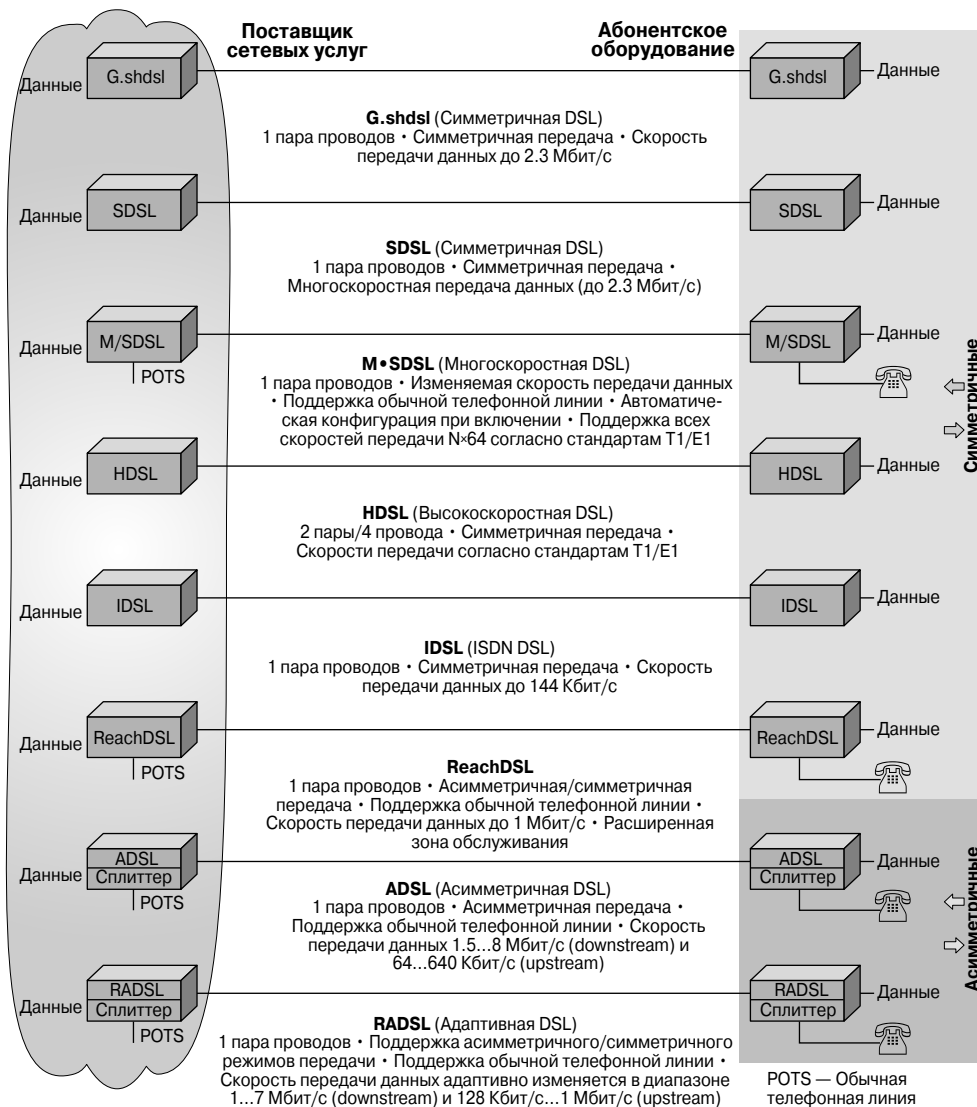 Поставщик
сетевых услуг
Абонентское
оборудование
Данные
G.shdsl
G.shdsl
Данные
G.shdsl (Симметричная DSL)
1 пара проводов • Симметричная передача • Скорость
передачи данных до 2.3 Мбит/с
Данные
SDSL
SDSL
Данные
SDSL (Симметричная DSL)
1 пара проводов • Симметричная передача •
Многоскоростная передача данных (до 2.3 Мбит/с)
Данные
M/SDSL
POTS
M/SDSL
Данные
M•SDSL (Многоскоростная DSL)
1 пара проводов • Изменяемая скорость передачи данных
• Поддержка обычной телефонной линии • Автоматиче-
ская конфигурация при включении • Поддержка всех
скоростей передачи N×64 согласно стандартам T1/E1
Симметричные
Данные
HDSL
HDSL
Данные
HDSL (Высокоскоростная DSL)
2 пары/4 провода • Симметричная передача •
Скорости передачи согласно стандартам T1/E1
Данные
IDSL
IDSL
Данные
IDSL (ISDN DSL)
1 пара проводов • Симметричная передача • Скорость
передачи данных до 144 Кбит/с
Данные
ReachDSL
POTS
ReachDSL
Данные
ReachDSL
1 пара проводов • Асимметричная/симметричная
передача • Поддержка обычной телефонной линии •
Скорость передачи данных до 1 Мбит/с • Расширенная
зона обслуживания
Данные
ADSL
Сплиттер
POTS
ADSL
Сплиттер
Данные
ADSL (Асимметричная DSL)
1 пара проводов • Асимметричная передача •
Поддержка обычной телефонной линии • Скорость
передачи данных 1.5...8 Мбит/с (downstream) и
64...640 Кбит/с (upstream)
Асимметричные
Данные
RADSL
Сплиттер
POTS
RADSL
Сплиттер
Данные
RADSL (Адаптивная DSL)
1 пара проводов • Поддержка асимметричного/симметричного
режимов передачи • Поддержка обычной телефонной линии •
Скорость передачи данных адаптивно изменяется в диапазоне
1...7 Мбит/с (downstream) и 128 Кбит/с...1 Мбит/с (upstream)
POTS — Обычная
телефонная линия